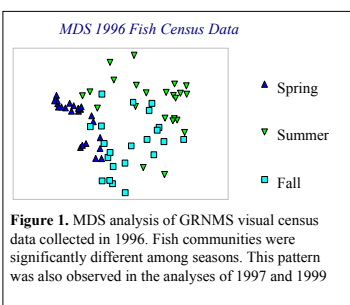 MDS 1996 Fish Census Data
Spring
Summer
Fall
Figure 1. MDS analysis of GRNMS visual census
data collected in 1996. Fish communities were
significantly different among seasons. This pattern
was also observed in the analyses of 1997 and 1999